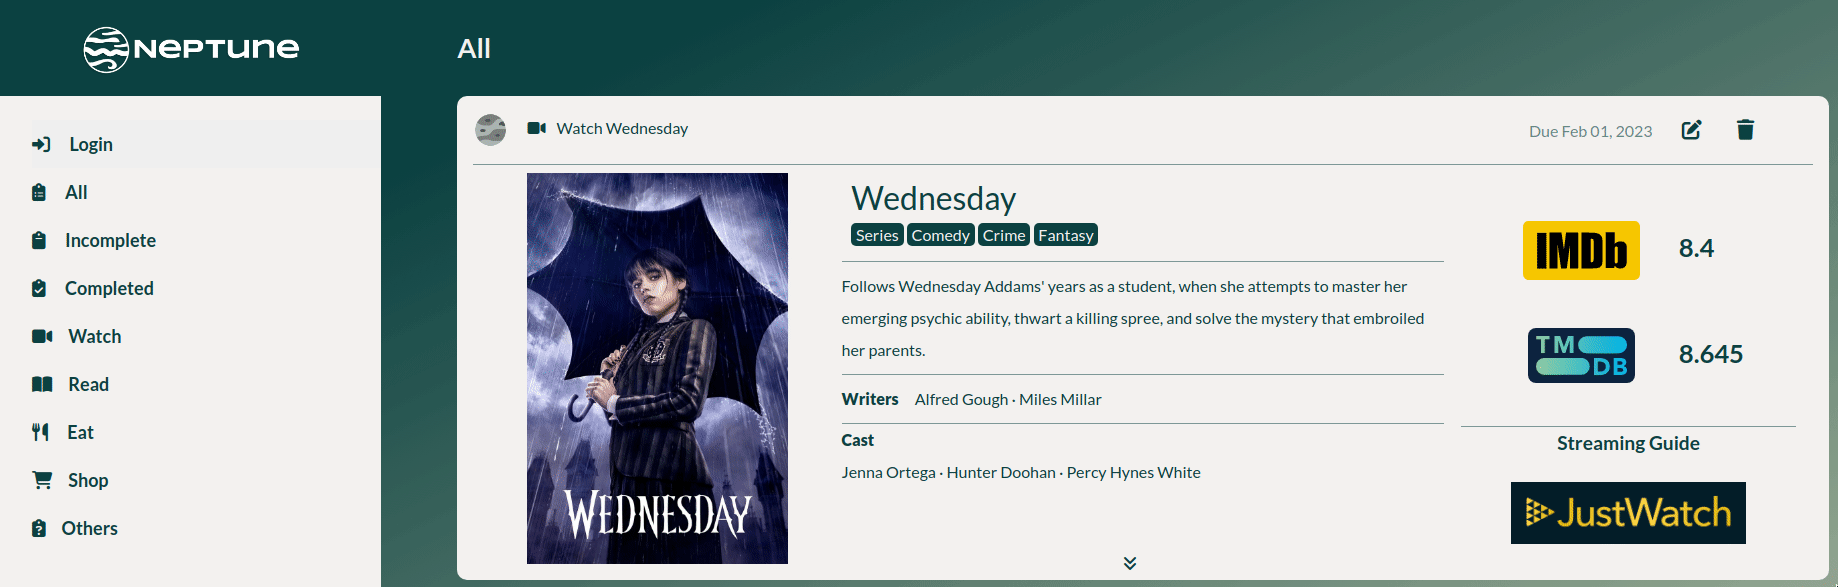 NEPTUNE
All
Login
All
Incomplete
Completed
Watch
Read
Eat
Shop
Others
Watch Wednesday
Due Feb 01, 2023
WEDNESDAY
Wednesday
Series Comedy Crime Fantasy
Follows Wednesday Addams' years as a student, when she attempts to master her
emerging psychic ability, thwart a killing spree, and solve the mystery that embroiled
her parents.
Writers Alfred Gough · Miles Millar
Cast
Jenna Ortega · Hunter Doohan · Percy Hynes White
IMDb 8.4
TM
DB 8.645
Streaming Guide
JustWatch